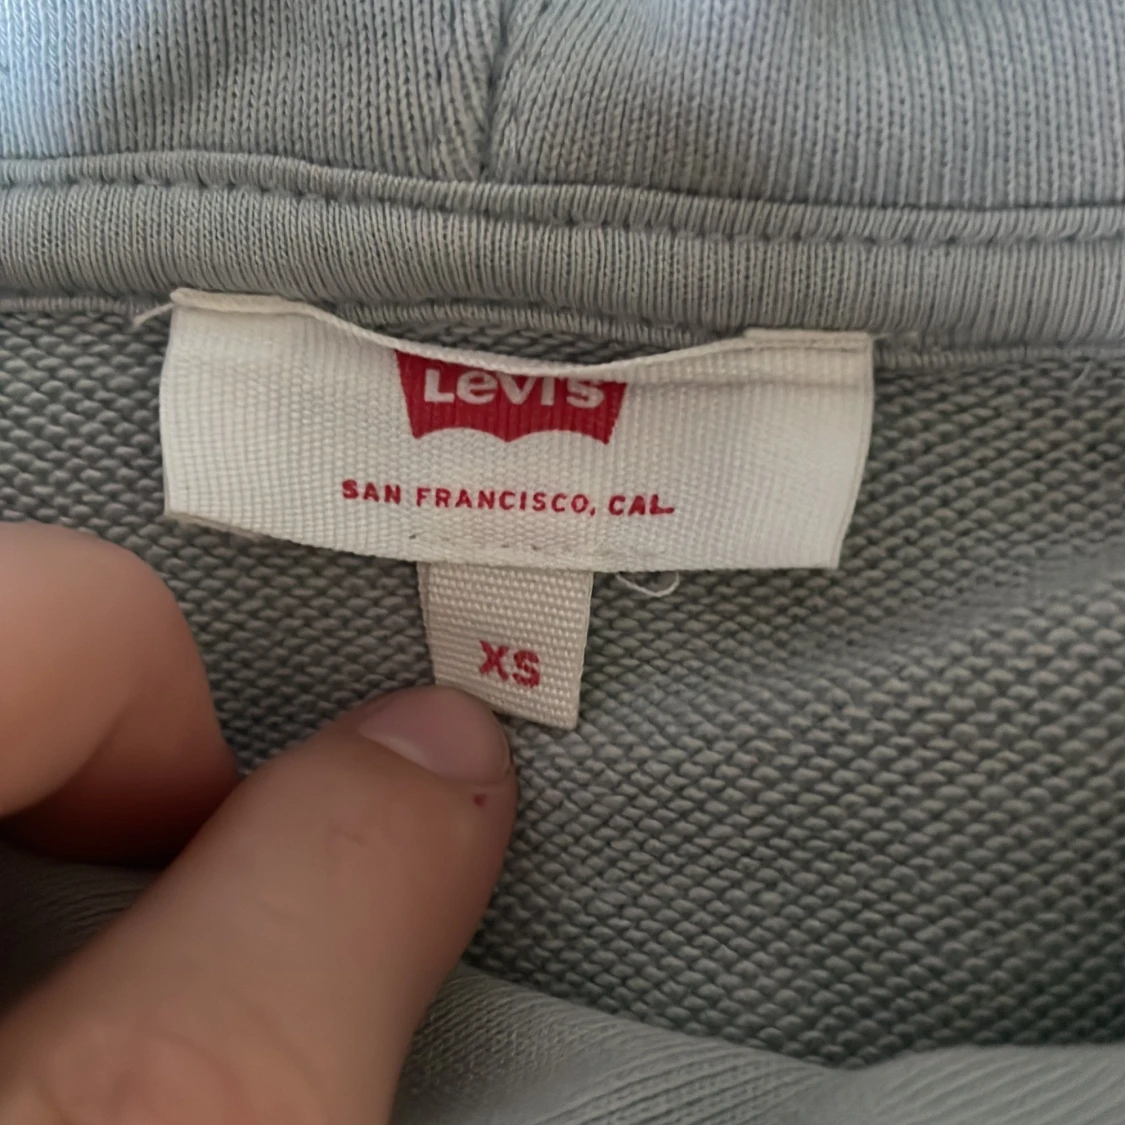 Levi's
SAN FRANCISCO, CAL.
XS